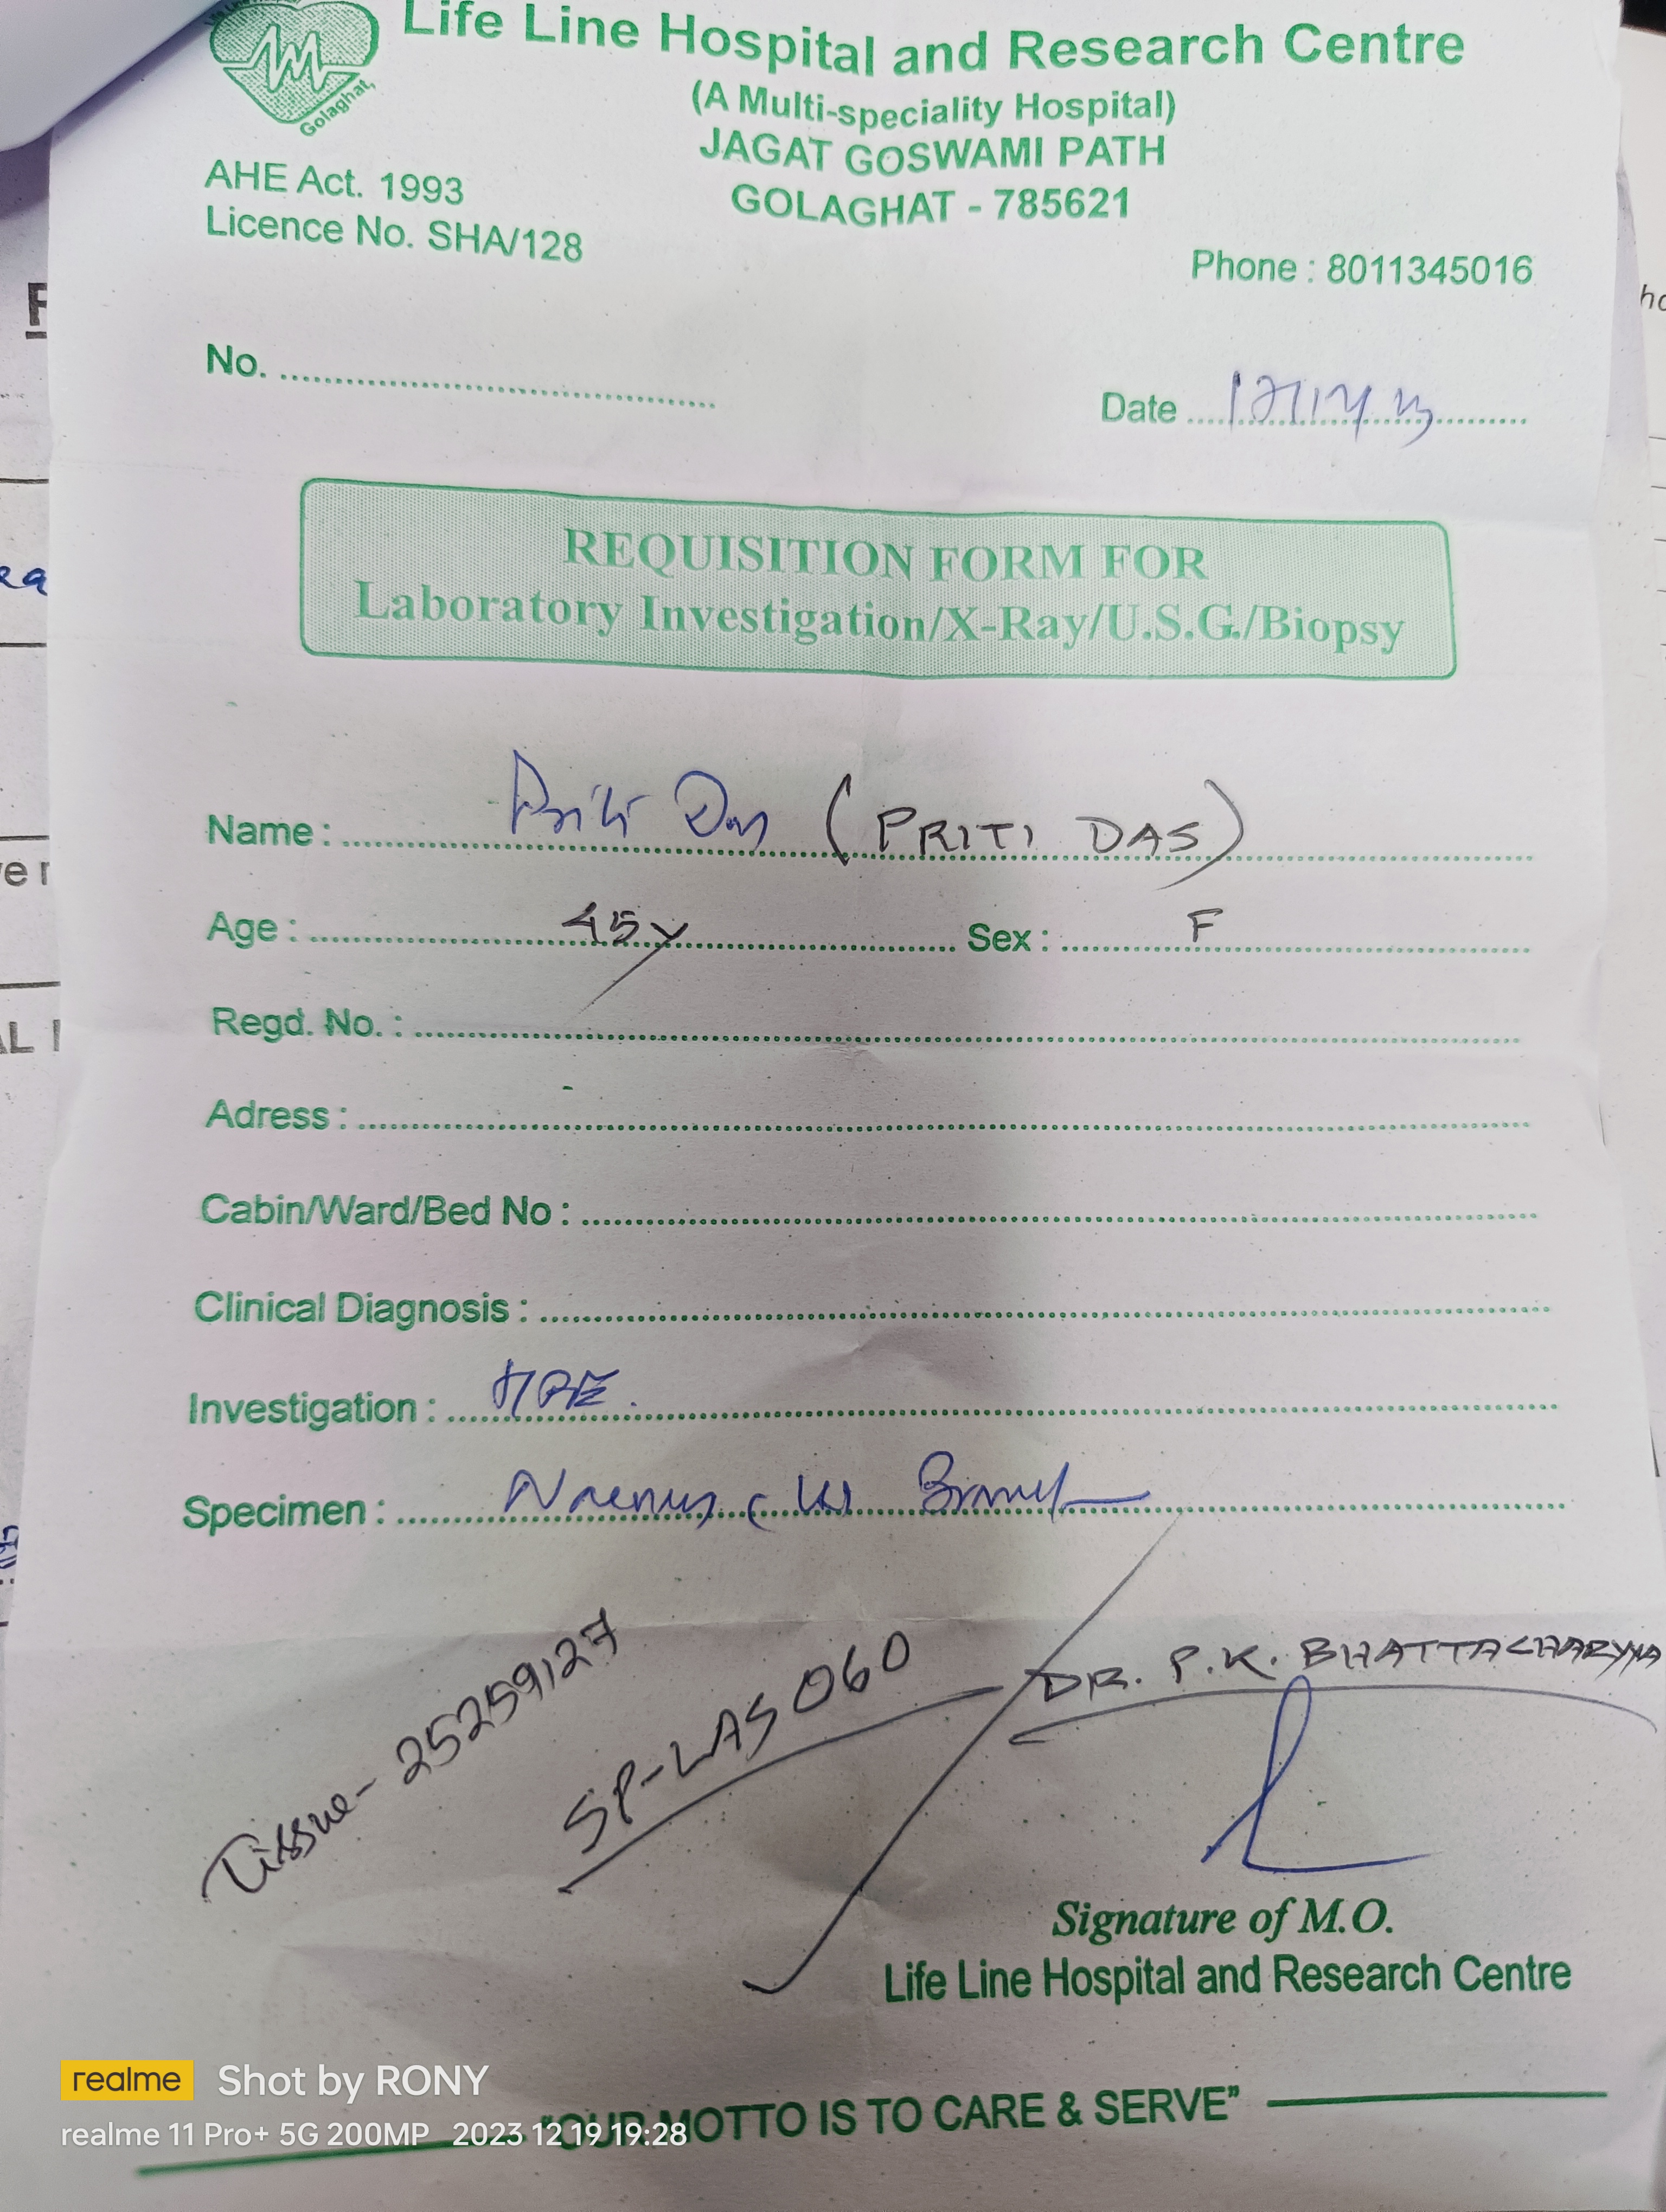 Golaghat,
Life Line Hospital and Research Centre
(A Multi-speciality Hospital)
JAGAT GOSWAMI PATH
GOLAGHAT - 785621
AHE Act. 1993
Licence No. SHA/128
Phone : 8011345016
No.
Date
REQUISITION FORM FOR
Laboratory Investigation/X-Ray/U.S.G./Biopsy
Name : Priti Das (PRITI DAS)
Age : 45y Sex : F
Regd. No. :
Adress :
Cabin/Ward/Bed No :
Clinical Diagnosis :
Investigation : HPE.
Specimen :
Tissue- 25259127
SP-LAS060
DR. P.K. BHATTACHARYYA
Signature of M.O.
Life Line Hospital and Research Centre
"OUR MOTTO IS TO CARE & SERVE"
realme Shot by RONY
realme 11 Pro+ 5G 200MP 2023 12 19 19:28